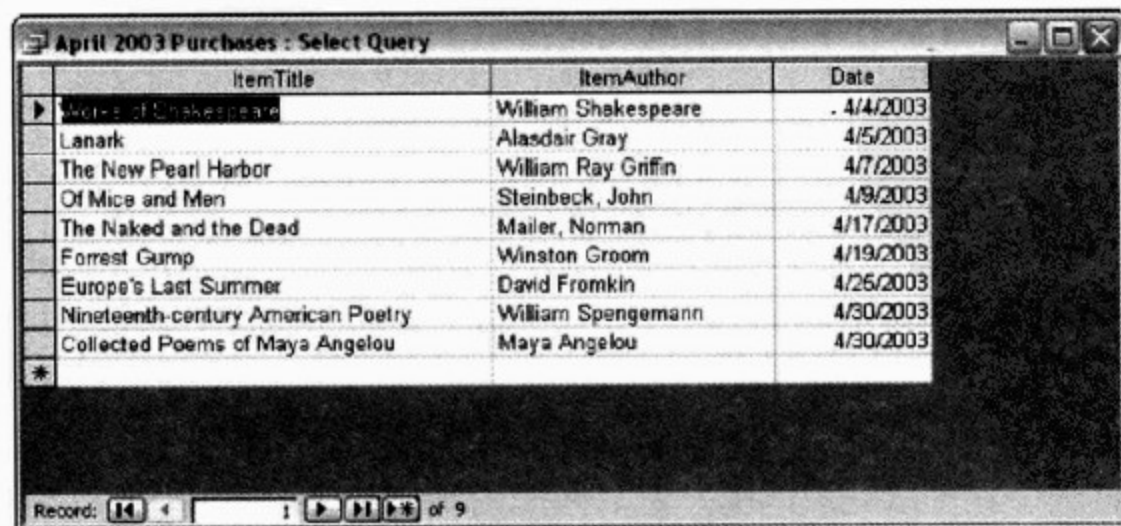 April 2003 Purchases : Select Query
ItemTitle ItemAuthor Date
Works of Shakespeare William Shakespeare 4/4/2003
Lanark Alasdair Gray 4/5/2003
The New Pearl Harbor William Ray Griffin 4/7/2003
Of Mice and Men Steinbeck, John 4/9/2003
The Naked and the Dead Mailer, Norman 4/17/2003
Forrest Gump Winston Groom 4/19/2003
Europe's Last Summer David Fromkin 4/25/2003
Nineteenth-century American Poetry William Spengemann 4/30/2003
Collected Poems of Maya Angelou Maya Angelou 4/30/2003
Record: 1 of 9